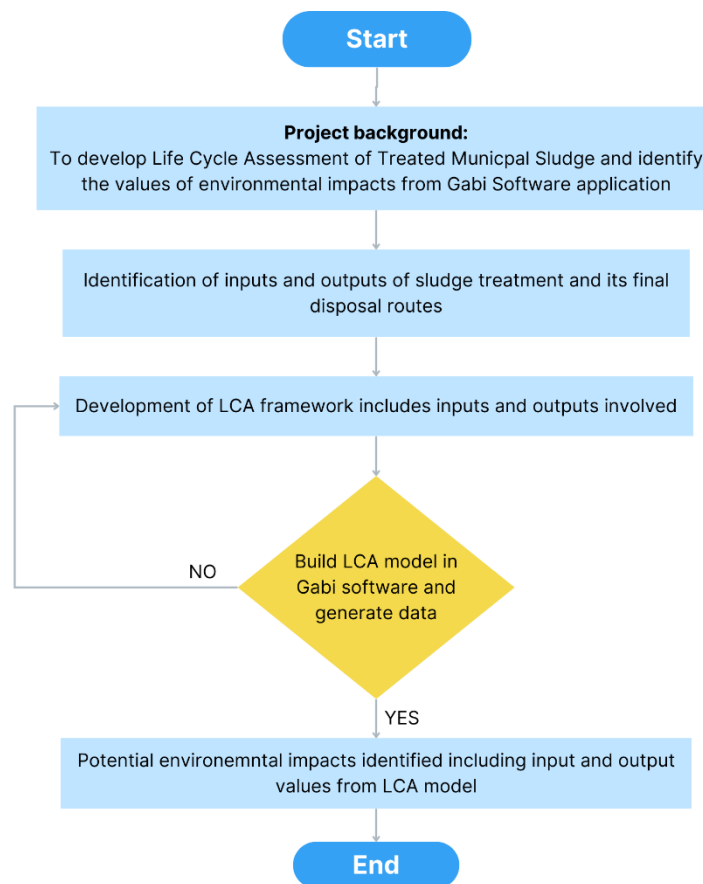 Start
Project background:
To develop Life Cycle Assessment of Treated Municpal Sludge and identify
the values of environmental impacts from Gabi Software application
Identification of inputs and outputs of sludge treatment and its final
disposal routes
Development of LCA framework includes inputs and outputs involved
Build LCA model in
Gabi software and
generate data
NO
YES
Potential environemntal impacts identified including input and output
values from LCA model
End